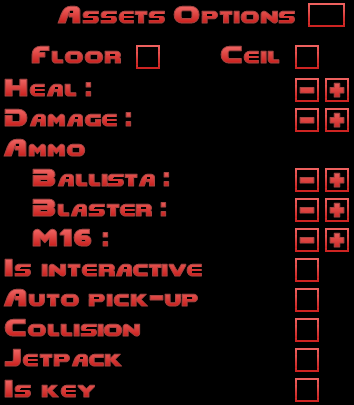 Assets Options
Floor Ceil
Heal : - +
Damage : - +
Ammo
Ballista : - +
Blaster : - +
M16 : - +
Is interactive
Auto pick-up
Collision
Jetpack
Is key